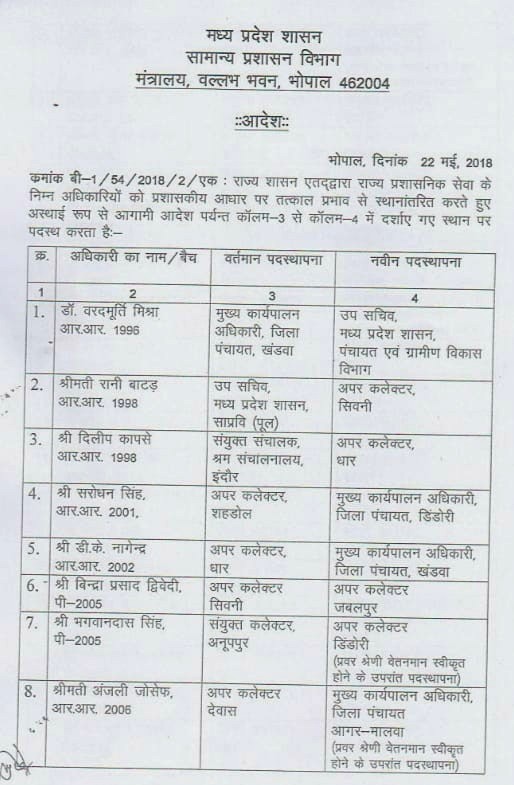 मध्य प्रदेश शासन
सामान्य प्रशासन विभाग
मंत्रालय, वल्लभ भवन, भोपाल 462004
::आदेश::
भोपाल, दिनांक 22 मई, 2018
कमांक बी-1/54/2018/2/एक : राज्य शासन एतद्द्वारा राज्य प्रशासनिक सेवा के
निम्न अधिकारियों को प्रशासकीय आधार पर तत्काल प्रभाव से स्थानांतरित करते हुए
अस्थाई रूप से आगामी आदेश पर्यन्त कॉलम-3 से कॉलम-4 में दर्शाए गए स्थान पर
पदस्थ करता है:-
क्र. अधिकारी का नाम/बैच वर्तमान पदस्थापना नवीन पदस्थापना
1 2 3 4
1. डॉ. वरदमूर्ति मिश्रा मुख्य कार्यपालन उप सचिव,
आर.आर. 1996 अधिकारी, जिला मध्य प्रदेश शासन,
पंचायत, खंडवा पंचायत एवं ग्रामीण विकास
विभाग
2. श्रीमती रानी बाटड़ उप सचिव, अपर कलेक्टर,
आर.आर. 1998 मध्य प्रदेश शासन, सिवनी
साप्रवि (पूल)
3. श्री दिलीप कापसे संयुक्त संचालक, अपर कलेक्टर,
आर.आर. 1998 श्रम संचालनालय, धार
इंदौर
4. श्री सरोधन सिंह, अपर कलेक्टर, मुख्य कार्यपालन अधिकारी,
आर.आर. 2001, शहडोल जिला पंचायत, डिंडोरी
5. श्री डी.के. नागेन्द्र अपर कलेक्टर, मुख्य कार्यपालन अधिकारी,
आर.आर. 2002 धार जिला पंचायत, खंडवा
6. श्री बिन्द्रा प्रसाद द्विवेदी, अपर कलेक्टर अपर कलेक्टर
पी-2005 सिवनी जबलपुर
7. श्री भगवानदास सिंह, संयुक्त कलेक्टर, अपर कलेक्टर
पी-2005 अनूपपुर डिंडोरी
(प्रवर श्रेणी वेतनमान स्वीकृत
होने के उपरांत पदस्थापना)
8. श्रीमती अंजली जोसेफ, अपर कलेक्टर मुख्य कार्यपालन अधिकारी,
आर.आर. 2006 देवास जिला पंचायत
आगर-मालवा
(प्रवर श्रेणी वेतनमान स्वीकृत
होने के उपरांत पदस्थापना)